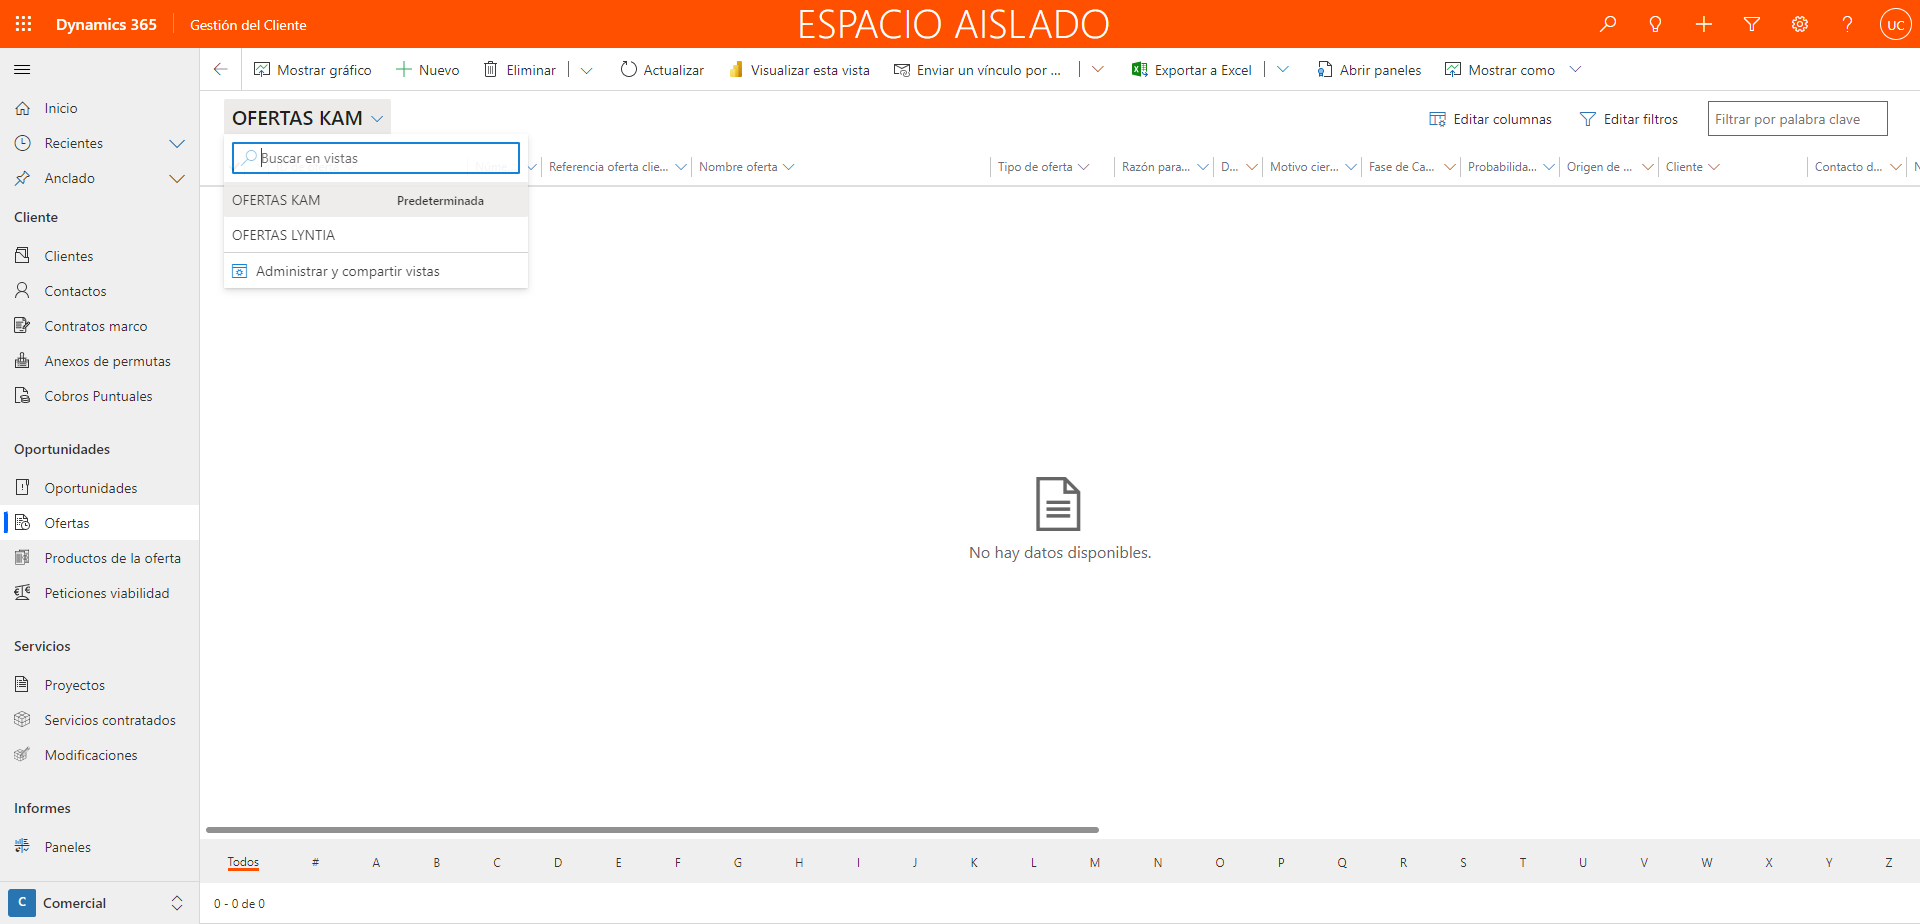 Dynamics 365
Gestión del Cliente
ESPACIO AISLADO
UC
Mostrar gráfico
Nuevo
Eliminar
Actualizar
Visualizar esta vista
Enviar un vínculo por ...
Exportar a Excel
Abrir paneles
Mostrar como
Inicio
Recientes
Anclado
Cliente
Clientes
Contactos
Contratos marco
Anexos de permutas
Cobros Puntuales
Oportunidades
Oportunidades
Ofertas
Productos de la oferta
Peticiones viabilidad
Servicios
Proyectos
Servicios contratados
Modificaciones
Informes
Paneles
C Comercial
OFERTAS KAM
Editar columnas
Editar filtros
Filtrar por palabra clave
Buscar en vistas
OFERTAS KAM Predeterminada
OFERTAS LYNTIA
Administrar y compartir vistas
Referencia oferta clie...
Nombre oferta
Tipo de oferta
Razón para...
D...
Motivo cier...
Fase de Ca...
Probabilida...
Origen de ...
Cliente
Contacto d...
No hay datos disponibles.
Todos # A B C D E F G H I J K L M N O P Q R S T U V W X Y Z
0 - 0 de 0